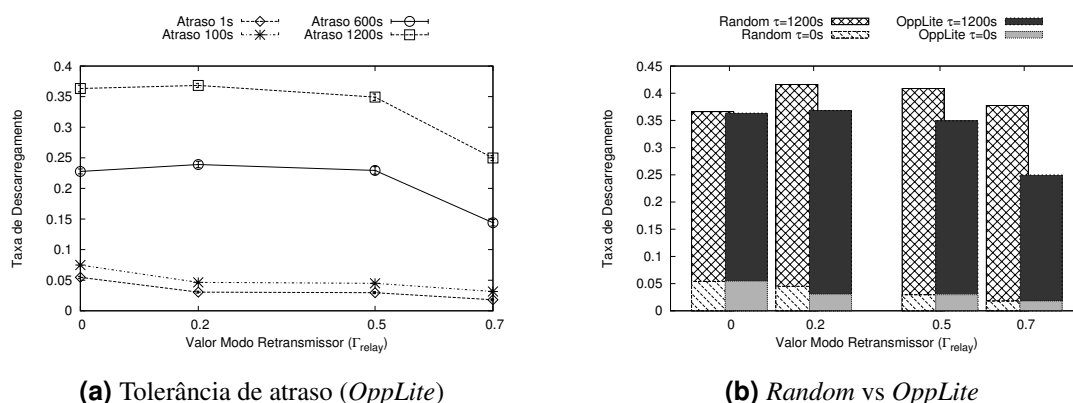 Atraso 1s
Atraso 100s
Atraso 600s
Atraso 1200s
Taxa de Descarregamento
0.4
0.35
0.3
0.25
0.2
0.15
0.1
0.05
0
0 0.2 0.5 0.7
Valor Modo Retransmissor (Γrelay)
(a) Tolerância de atraso (OppLite)
Random τ=1200s
Random τ=0s
OppLite τ=1200s
OppLite τ=0s
Taxa de Descarregamento
0.45
0.4
0.35
0.3
0.25
0.2
0.15
0.1
0.05
0
0 0.2 0.5 0.7
Valor Modo Retransmissor (Γrelay)
(b) Random vs OppLite